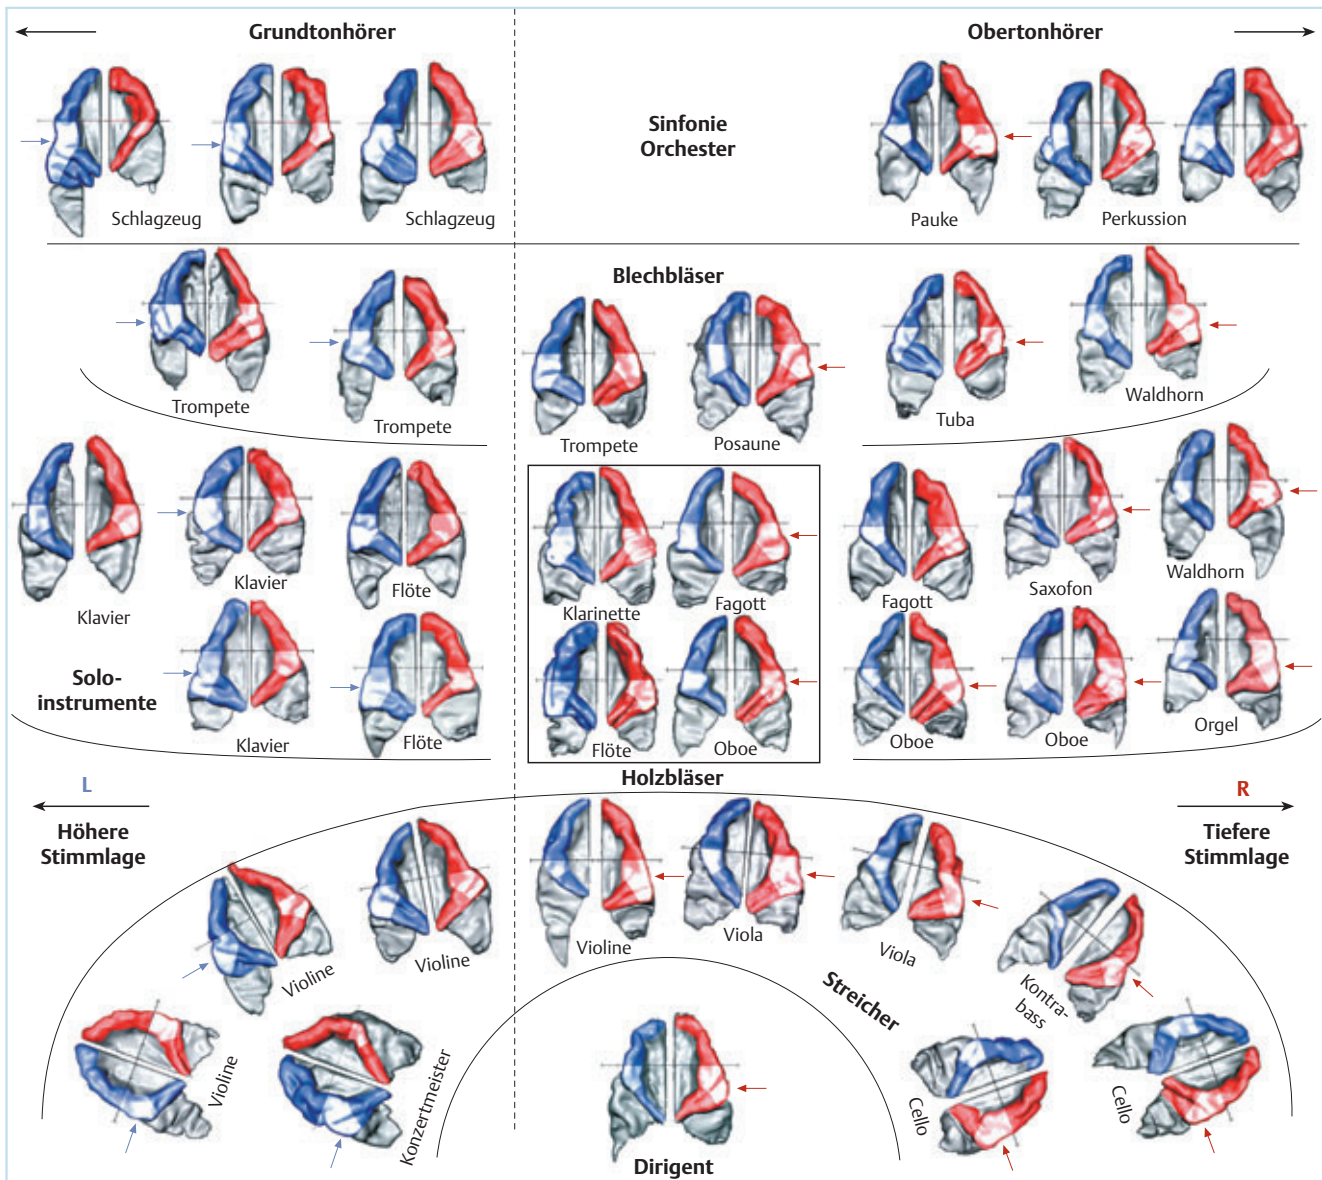 Grundtonhörer
Obertonhörer
Sinfonie
Orchester
Schlagzeug
Schlagzeug
Pauke
Perkussion
Blechbläser
Trompete
Trompete
Trompete
Posaune
Tuba
Waldhorn
Klavier
Klavier
Flöte
Klarinette
Fagott
Fagott
Saxofon
Waldhorn
Solo-
instrumente
Klavier
Flöte
Flöte
Oboe
Oboe
Oboe
Orgel
Holzbläser
L
Höhere
Stimmlage
R
Tiefere
Stimmlage
Violine
Violine
Violine
Viola
Viola
Kontra-
bass
Streicher
Violine
Konzertmeister
Cello
Cello
Dirigent